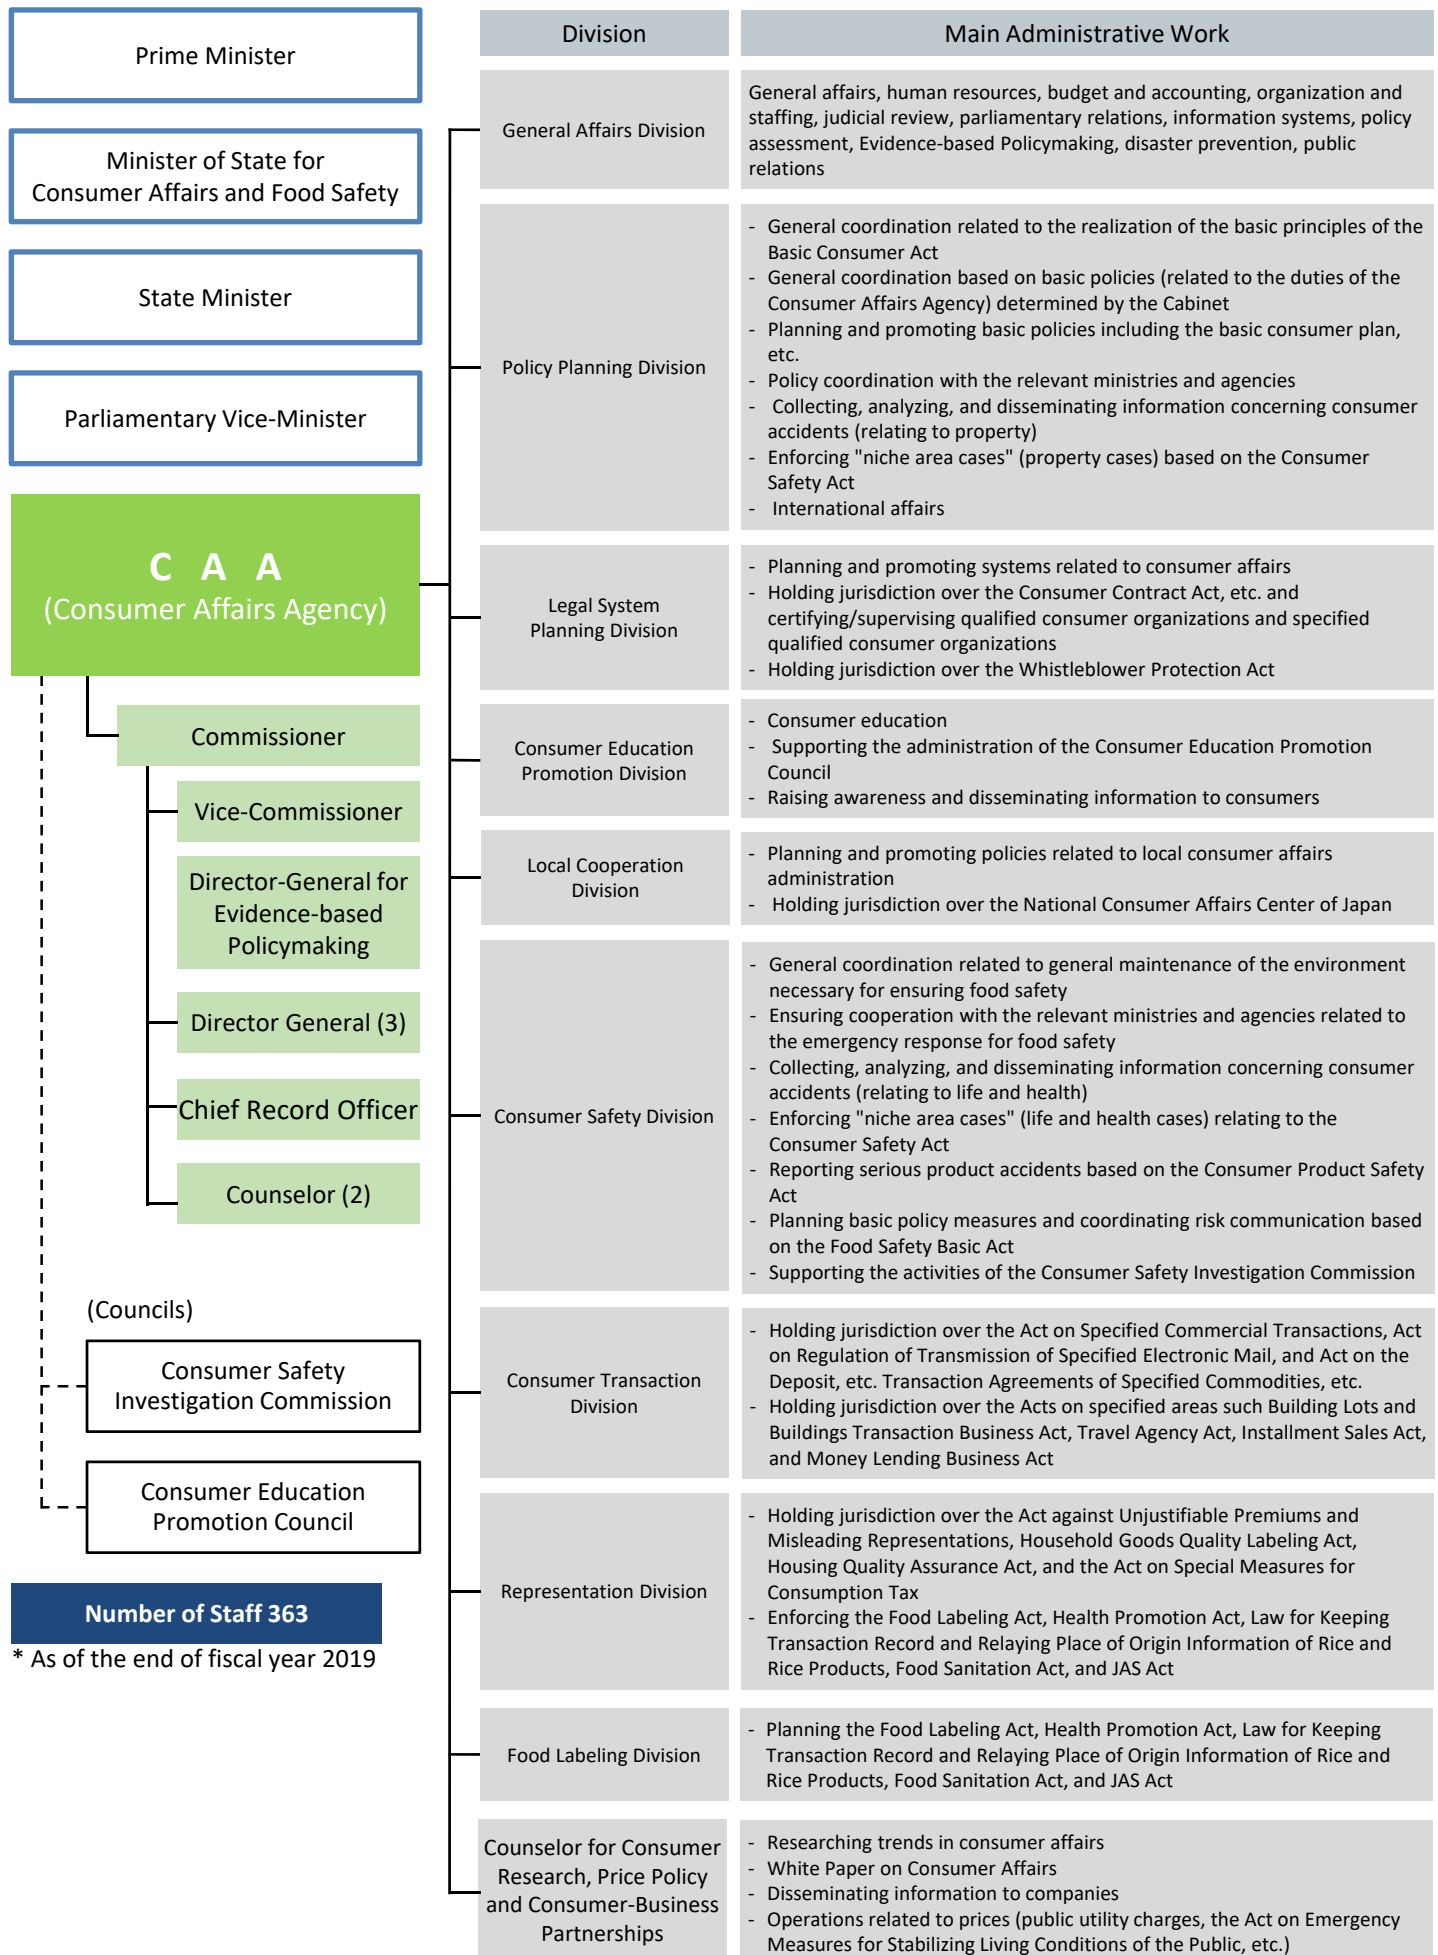 Prime Minister
Minister of State for
Consumer Affairs and Food Safety
State Minister
Parliamentary Vice-Minister
C A A
(Consumer Affairs Agency)
Commissioner
Vice-Commissioner
Director-General for
Evidence-based
Policymaking
Director General (3)
Chief Record Officer
Counselor (2)
(Councils)
Consumer Safety
Investigation Commission
Consumer Education
Promotion Council
Number of Staff 363
* As of the end of fiscal year 2019
Division
Main Administrative Work
General Affairs Division
General affairs, human resources, budget and accounting, organization and
staffing, judicial review, parliamentary relations, information systems, policy
assessment, Evidence-based Policymaking, disaster prevention, public
relations
Policy Planning Division
- General coordination related to the realization of the basic principles of the
Basic Consumer Act
- General coordination based on basic policies (related to the duties of the
Consumer Affairs Agency) determined by the Cabinet
- Planning and promoting basic policies including the basic consumer plan,
etc.
- Policy coordination with the relevant ministries and agencies
- Collecting, analyzing, and disseminating information concerning consumer
accidents (relating to property)
- Enforcing "niche area cases" (property cases) based on the Consumer
Safety Act
- International affairs
Legal System
Planning Division
- Planning and promoting systems related to consumer affairs
- Holding jurisdiction over the Consumer Contract Act, etc. and
certifying/supervising qualified consumer organizations and specified
qualified consumer organizations
- Holding jurisdiction over the Whistleblower Protection Act
Consumer Education
Promotion Division
- Consumer education
- Supporting the administration of the Consumer Education Promotion
Council
- Raising awareness and disseminating information to consumers
Local Cooperation
Division
- Planning and promoting policies related to local consumer affairs
administration
- Holding jurisdiction over the National Consumer Affairs Center of Japan
Consumer Safety Division
- General coordination related to general maintenance of the environment
necessary for ensuring food safety
- Ensuring cooperation with the relevant ministries and agencies related to
the emergency response for food safety
- Collecting, analyzing, and disseminating information concerning consumer
accidents (relating to life and health)
- Enforcing "niche area cases" (life and health cases) relating to the
Consumer Safety Act
- Reporting serious product accidents based on the Consumer Product Safety
Act
- Planning basic policy measures and coordinating risk communication based
on the Food Safety Basic Act
- Supporting the activities of the Consumer Safety Investigation Commission
Consumer Transaction
Division
- Holding jurisdiction over the Act on Specified Commercial Transactions, Act
on Regulation of Transmission of Specified Electronic Mail, and Act on the
Deposit, etc. Transaction Agreements of Specified Commodities, etc.
- Holding jurisdiction over the Acts on specified areas such Building Lots and
Buildings Transaction Business Act, Travel Agency Act, Installment Sales Act,
and Money Lending Business Act
Representation Division
- Holding jurisdiction over the Act against Unjustifiable Premiums and
Misleading Representations, Household Goods Quality Labeling Act,
Housing Quality Assurance Act, and the Act on Special Measures for
Consumption Tax
- Enforcing the Food Labeling Act, Health Promotion Act, Law for Keeping
Transaction Record and Relaying Place of Origin Information of Rice and
Rice Products, Food Sanitation Act, and JAS Act
Food Labeling Division
- Planning the Food Labeling Act, Health Promotion Act, Law for Keeping
Transaction Record and Relaying Place of Origin Information of Rice and
Rice Products, Food Sanitation Act, and JAS Act
Counselor for Consumer
Research, Price Policy
and Consumer-Business
Partnerships
- Researching trends in consumer affairs
- White Paper on Consumer Affairs
- Disseminating information to companies
- Operations related to prices (public utility charges, the Act on Emergency
Measures for Stabilizing Living Conditions of the Public, etc.)